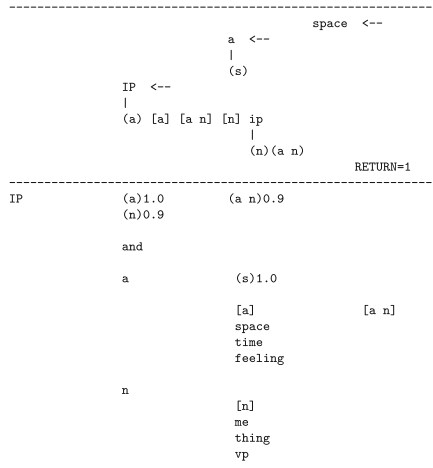 --------------------------------------------------
space <--
a <--
|
(s)
IP <--
|
(a) [a] [a n] [n] ip
|
(n)(a n)
RETURN=1
--------------------------------------------------
IP (a)1.0 (a n)0.9
(n)0.9
and
a (s)1.0
[a] [a n]
space
time
feeling
n
[n]
me
thing
vp